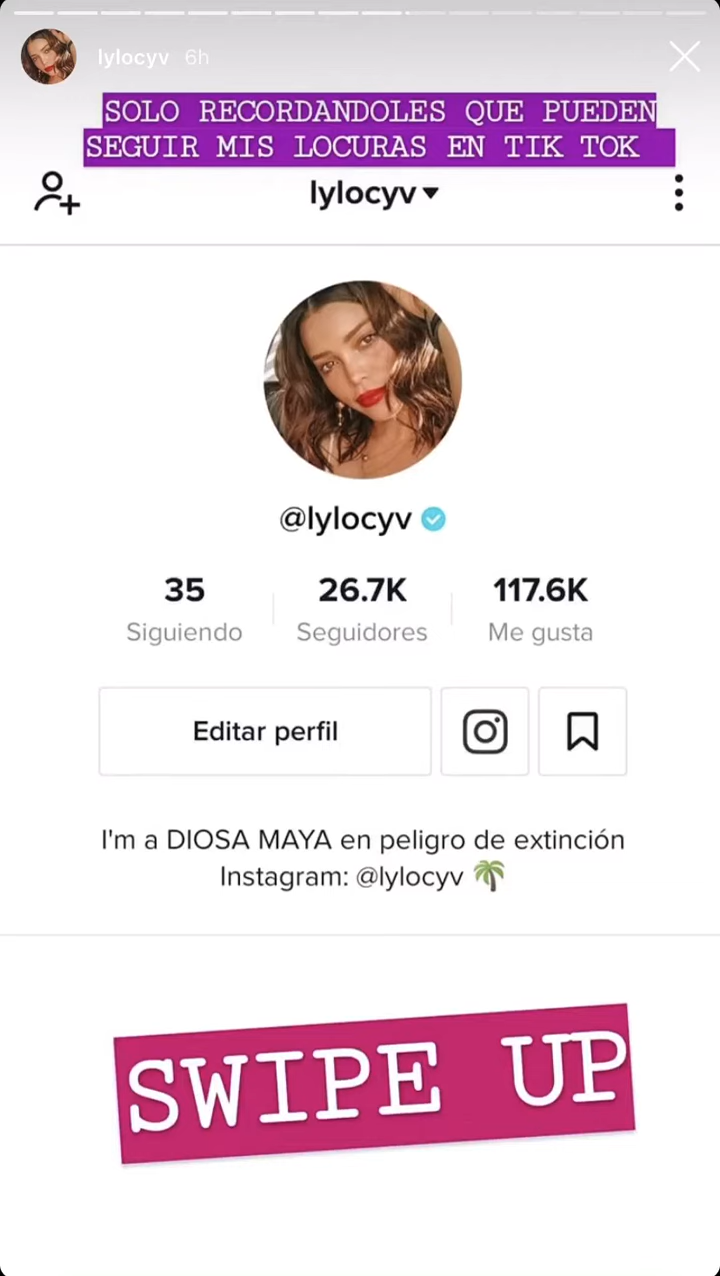 lylocyv 6h
SOLO RECORDANDOLES QUE PUEDEN
SEGUIR MIS LOCURAS EN TIK TOK
lylocyv
@lylocyv
35 26.7K 117.6K
Siguiendo Seguidores Me gusta
Editar perfil
I'm a DIOSA MAYA en peligro de extinción
Instagram: @lylocyv 🌴
SWIPE UP